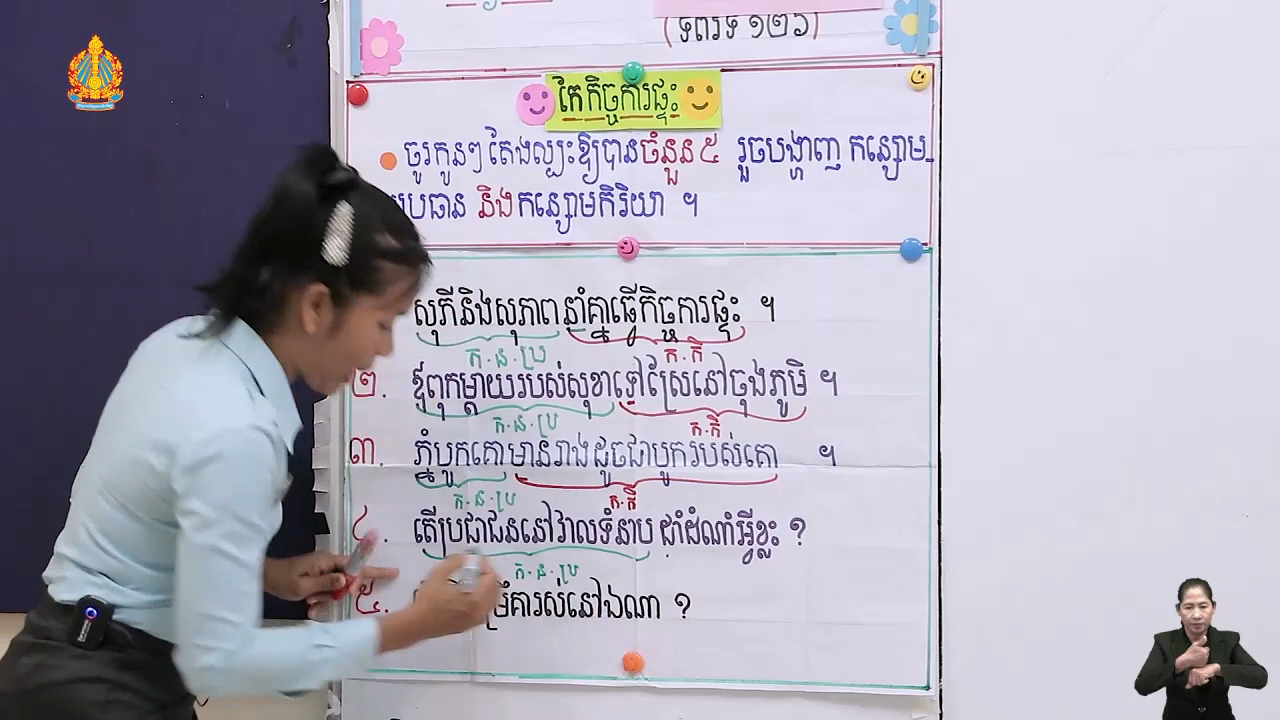 (ទំព័រទី ១២៦)
កែកិច្ចការផ្ទះ
ចូរកូនៗ តែងល្បះឱ្យបានចំនួន ៥ រួចបង្ហាញ កន្សោម
ប្រធាន និងកន្សោមកិរិយា ។
សុភីនិងសុភាពនាំគ្នាធ្វើកិច្ចការផ្ទះ ។
ក.ន.ប្រ ក.កិ
២. ឪពុកម្ដាយរបស់សុខាទៅស្រែនៅចុងភូមិ ។
ក.ន.ប្រ ក.កិ
៣. ភ្នំបូកគោមានរាងដូចជាបូករបស់គោ ។
ក.ន.ប្រ ក.កិ
៤. តើប្រជាជននៅវាលទំនាប ដាំដំណាំអ្វីខ្លះ ?
ក.ន.ប្រ
៥. គារស់នៅឯណា ?